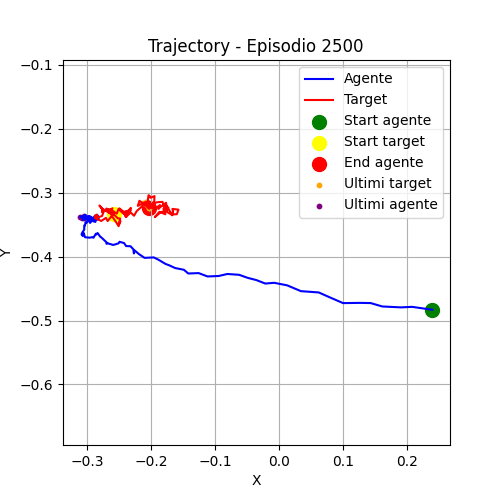 Trajectory - Episodio 2500
Agente
Target
Start agente
Start target
End agente
Ultimi target
Ultimi agente
−0.1
−0.2
−0.3
−0.4
−0.5
−0.6
Y
−0.3
−0.2
−0.1
0.0
0.1
0.2
X